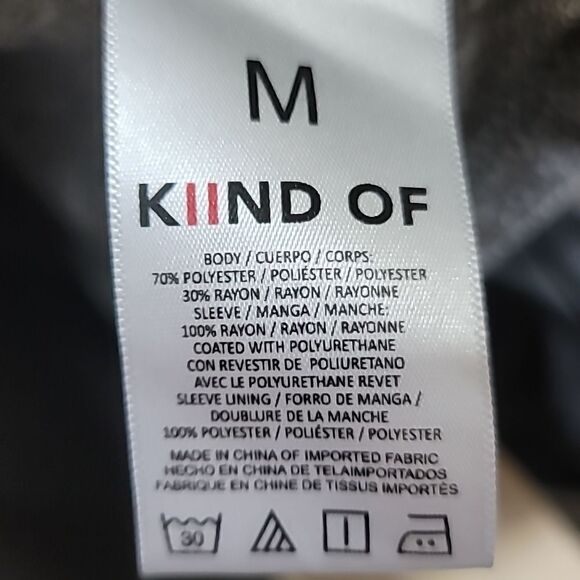 M
KIIND OF
BODY / CUERPO / CORPS:
70% POLYESTER / POLIÉSTER / POLYESTER
30% RAYON / RAYON / RAYONNE
SLEEVE / MANGA / MANCHE:
100% RAYON / RAYON / RAYONNE
COATED WITH POLYURETHANE
CON REVESTIR DE POLIURETANO
AVEC LE POLYURETHANE REVET
SLEEVE LINING / FORRO DE MANGA /
DOUBLURE DE LA MANCHE
100% POLYESTER / POLIÉSTER / POLYESTER
MADE IN CHINA OF IMPORTED FABRIC
HECHO EN CHINA DE TELAIMPORTADOS
FABRIQUE EN CHINE DE TISSUS IMPORTÉS
30